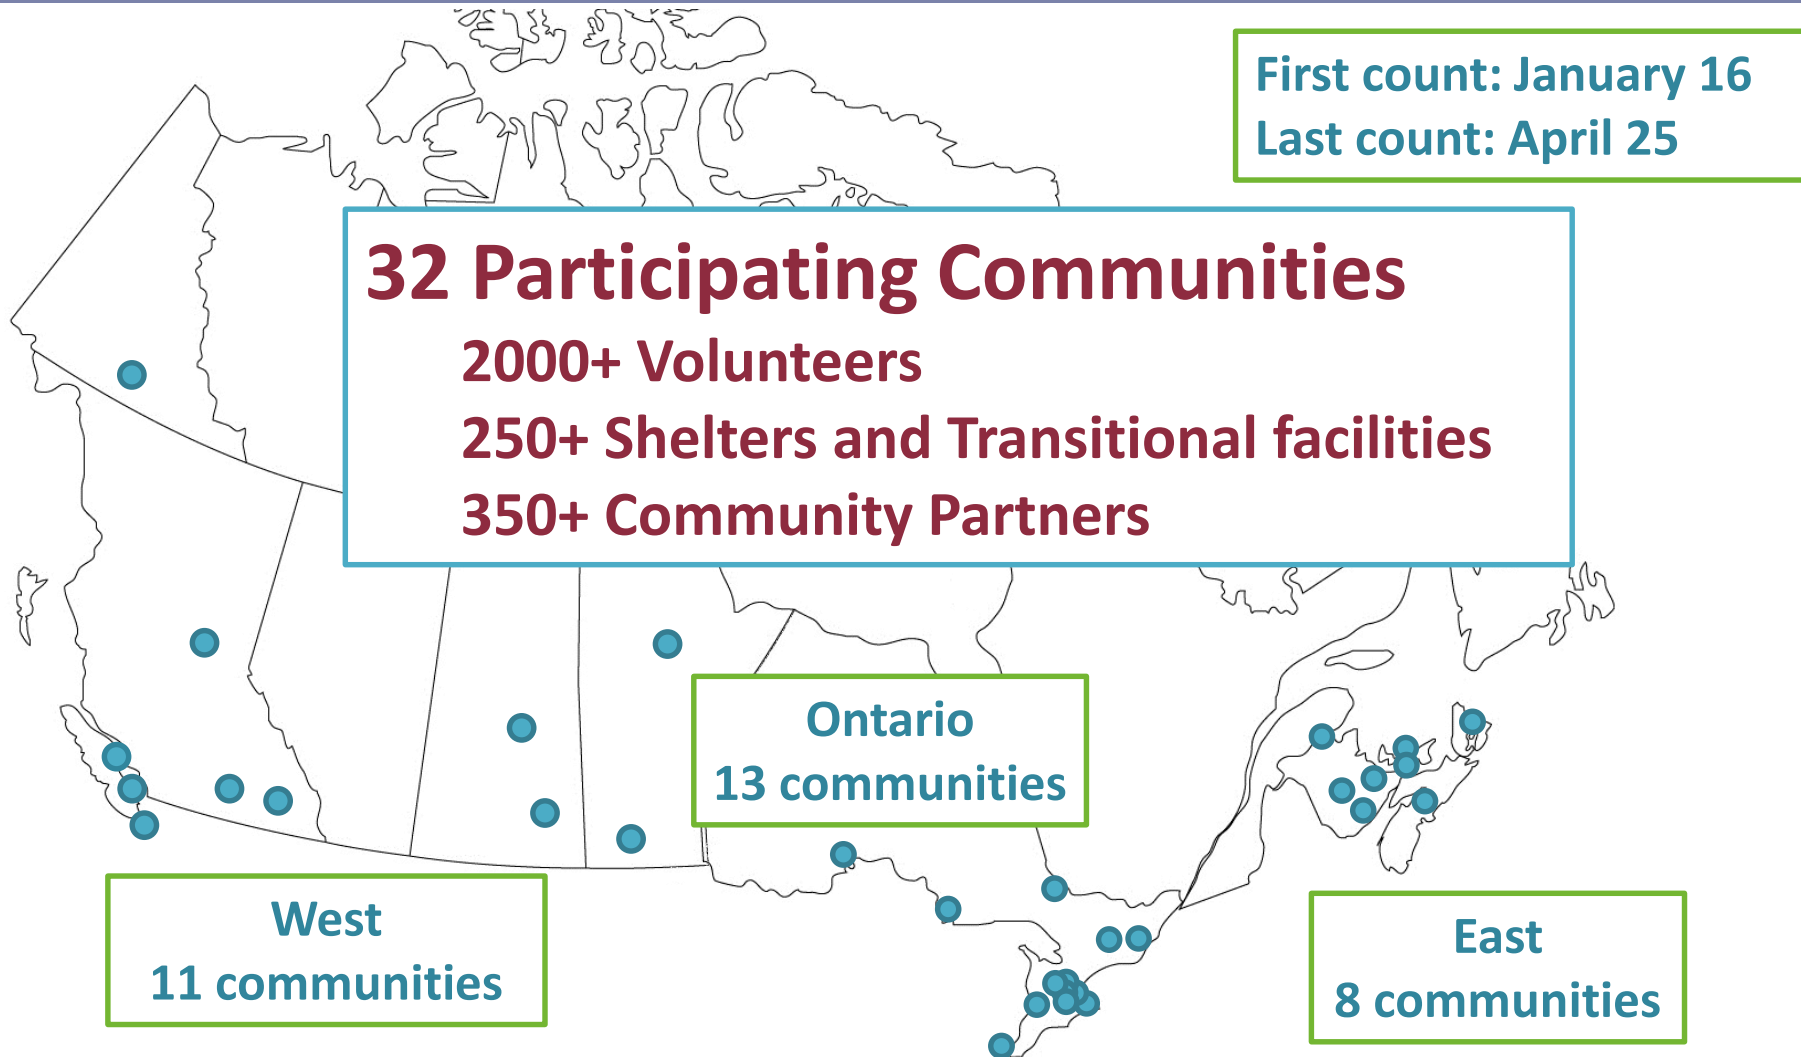 First count: January 16
Last count: April 25
32 Participating Communities
2000+ Volunteers
250+ Shelters and Transitional facilities
350+ Community Partners
Ontario
13 communities
West
11 communities
East
8 communities